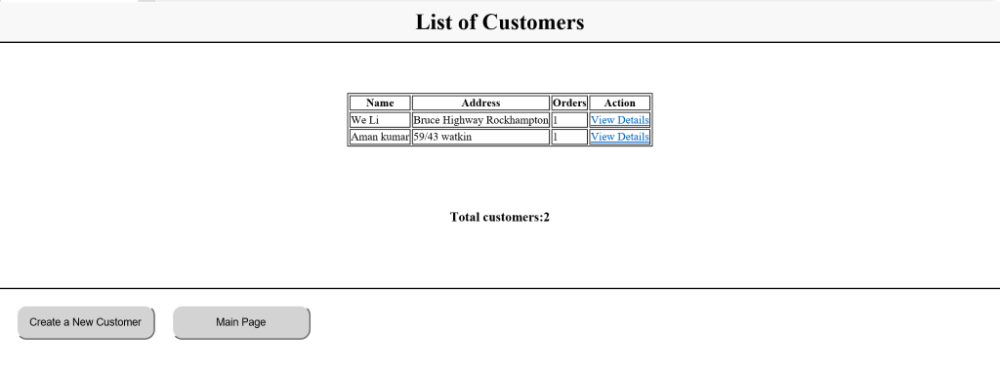 List of Customers
Name Address Orders Action
We Li Bruce Highway Rockhampton 1 View Details
Aman kumar 59/43 watkin 1 View Details
Total customers:2
Create a New Customer Main Page